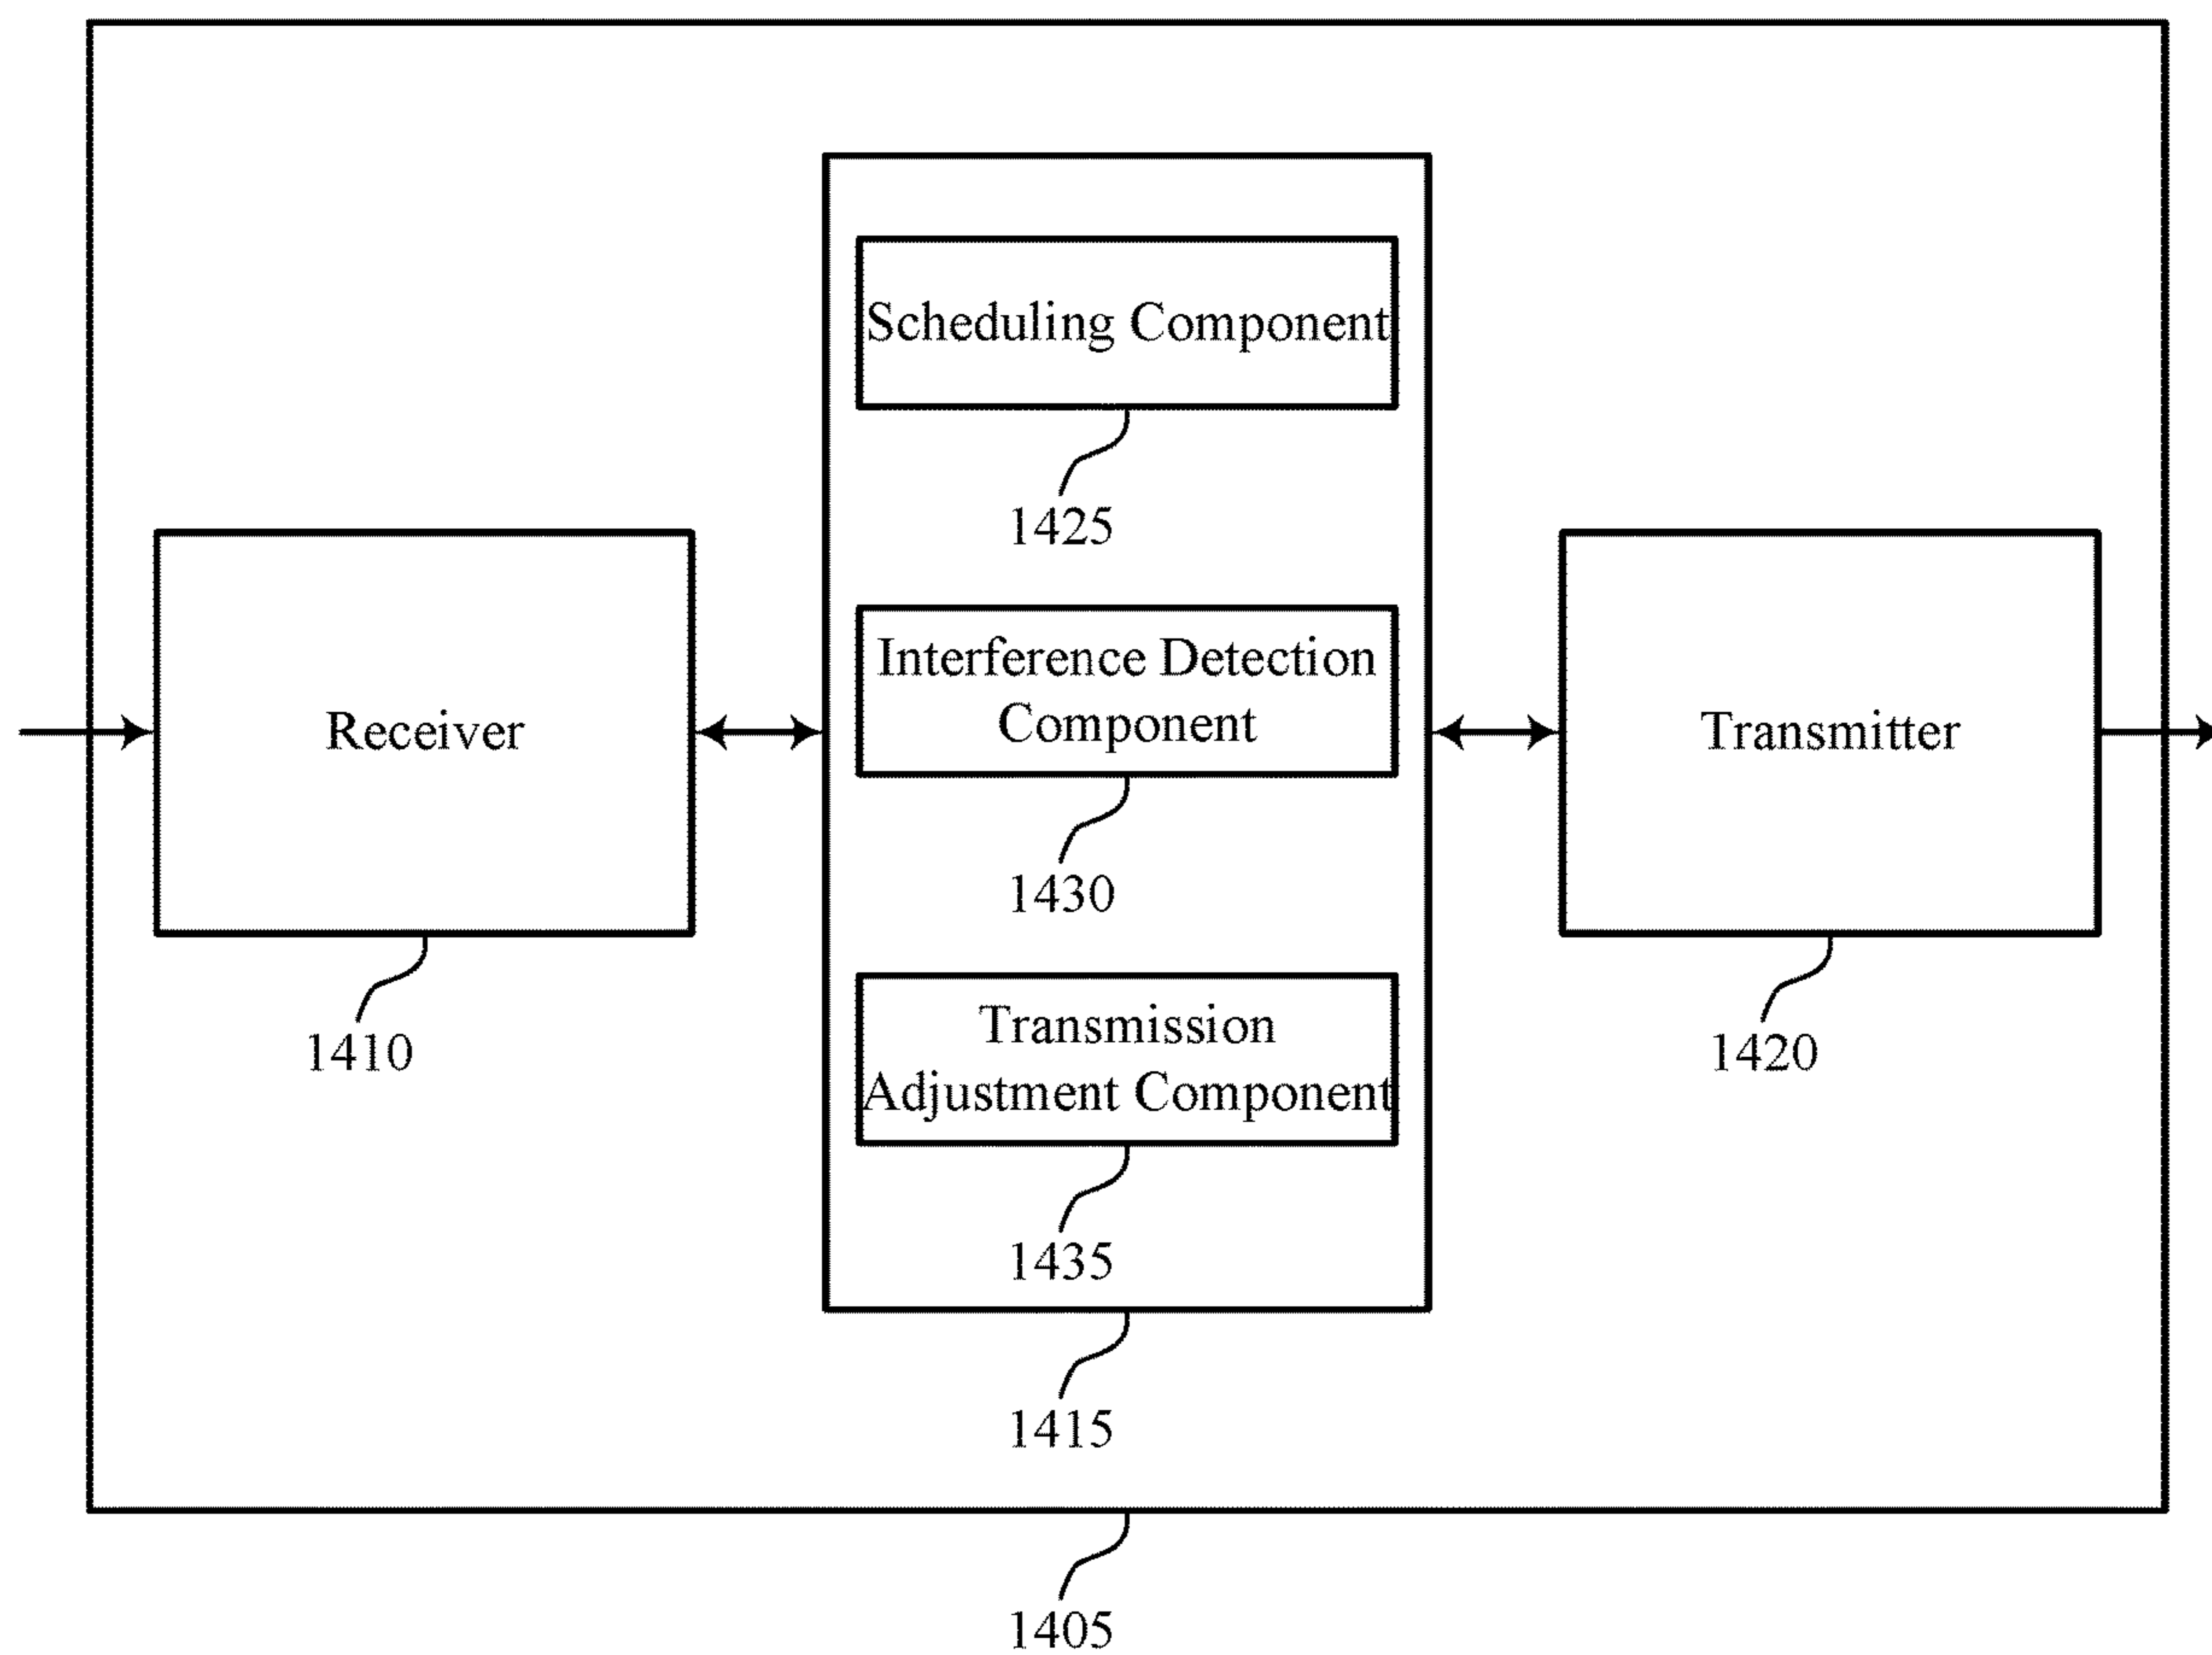 Scheduling Component
1425
Receiver
1410
Interference Detection
Component
1430
Transmitter
1420
Transmission
Adjustment Component
1435
1415
1405